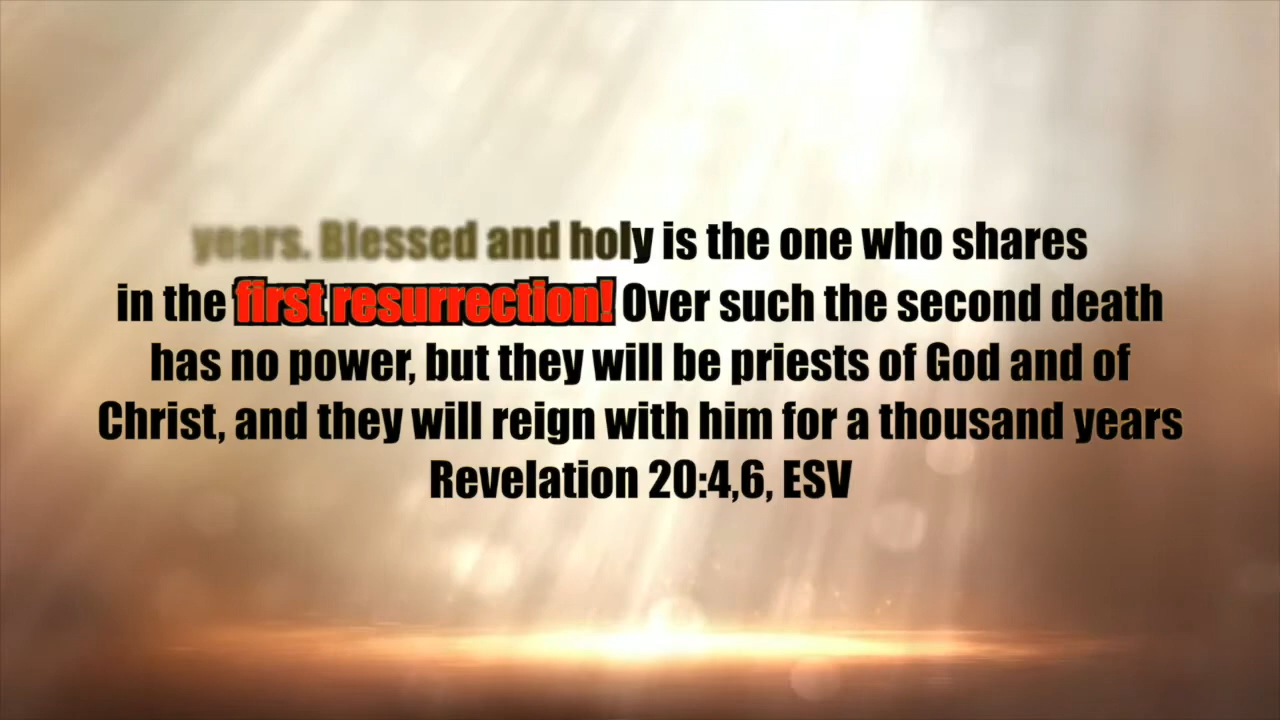 years. Blessed and holy is the one who shares
in the first resurrection! Over such the second death
has no power, but they will be priests of God and of
Christ, and they will reign with him for a thousand years
Revelation 20:4,6, ESV